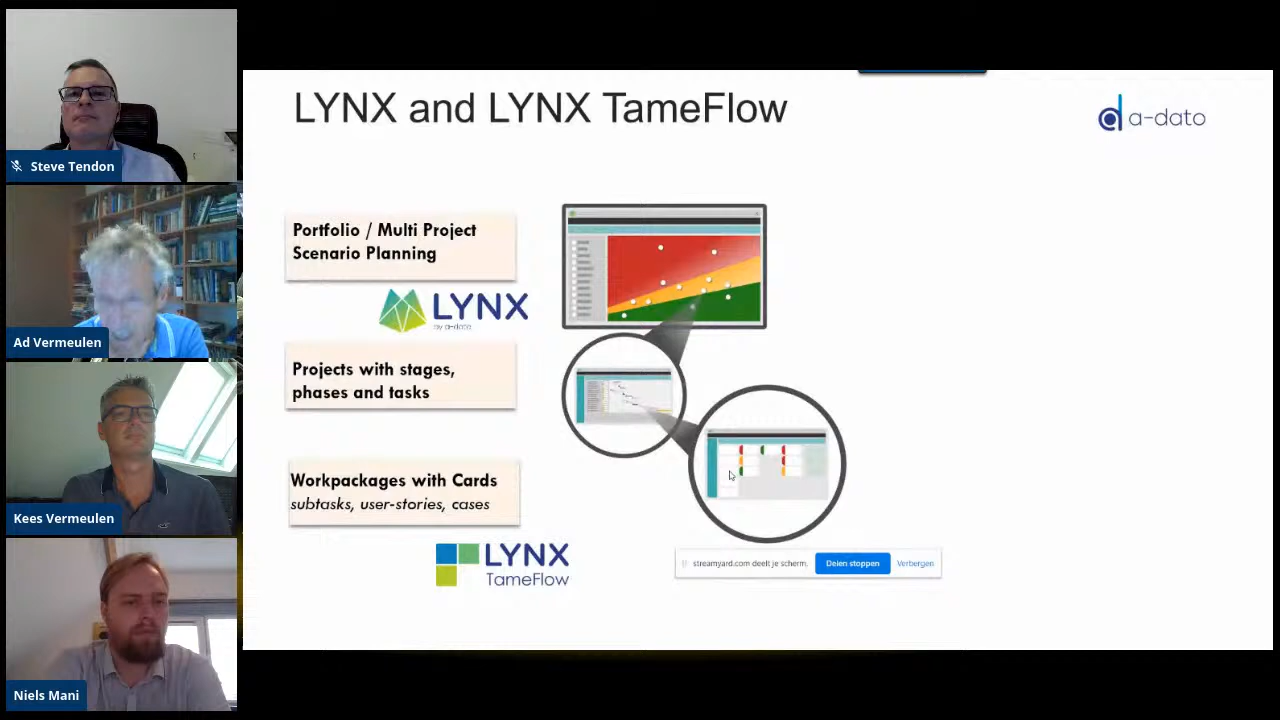 Steve Tendon
Ad Vermeulen
Kees Vermeulen
Niels Mani
LYNX and LYNX TameFlow
a-dato
Portfolio / Multi Project
Scenario Planning
LYNX
by a-dato
Projects with stages,
phases and tasks
Workpackages with Cards
subtasks, user-stories, cases
LYNX
TameFlow
streamyard.com deelt je scherm.
Delen stoppen
Verbergen